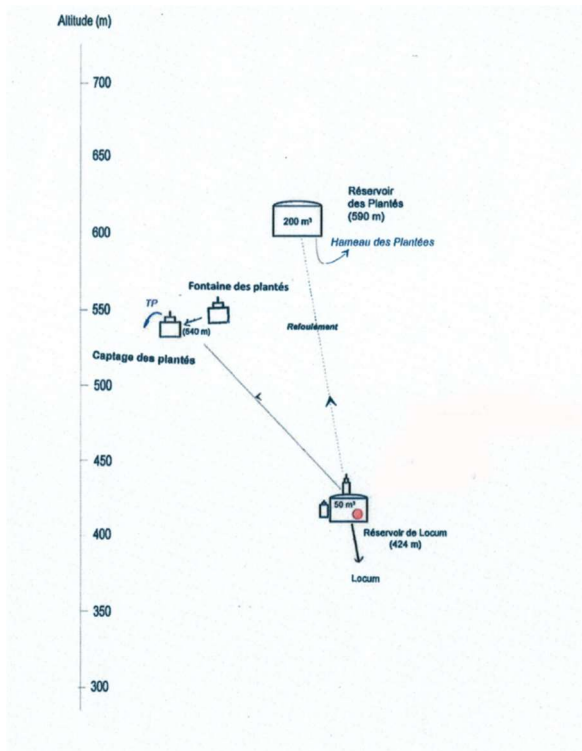 Altitude (m)
700
650
600
550
500
450
400
350
300
Réservoir
des Plantés
(590 m)
200 m³
Hameau des Plantées
Fontaine des plantés
TP
(540 m)
Captage des plantés
Refoulement
50 m³
Réservoir de Locum
(424 m)
Locum